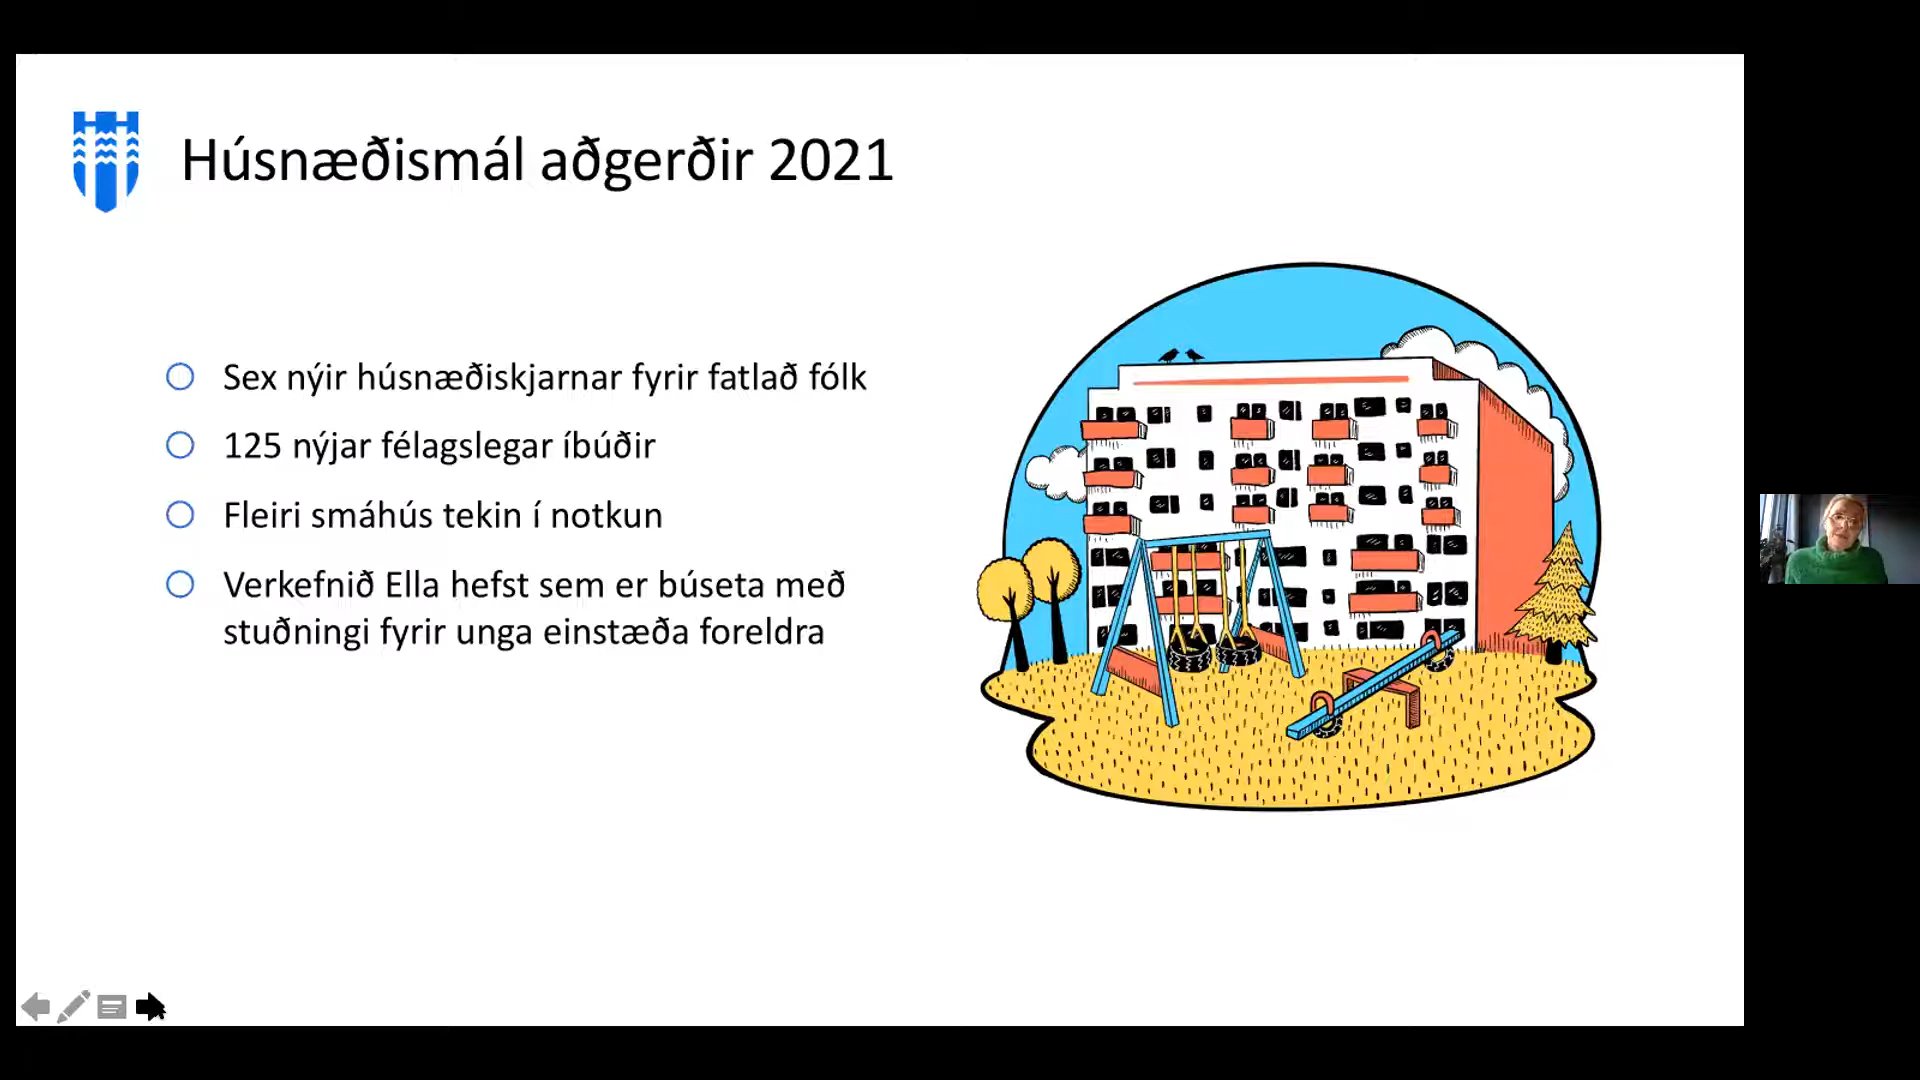 Húsnæðismál aðgerðir 2021
Sex nýir húsnæðiskjarnar fyrir fatlað fólk
125 nýjar félagslegar íbúðir
Fleiri smáhús tekin í notkun
Verkefnið Ella hefst sem er búseta með
stuðningi fyrir unga einstæða foreldra